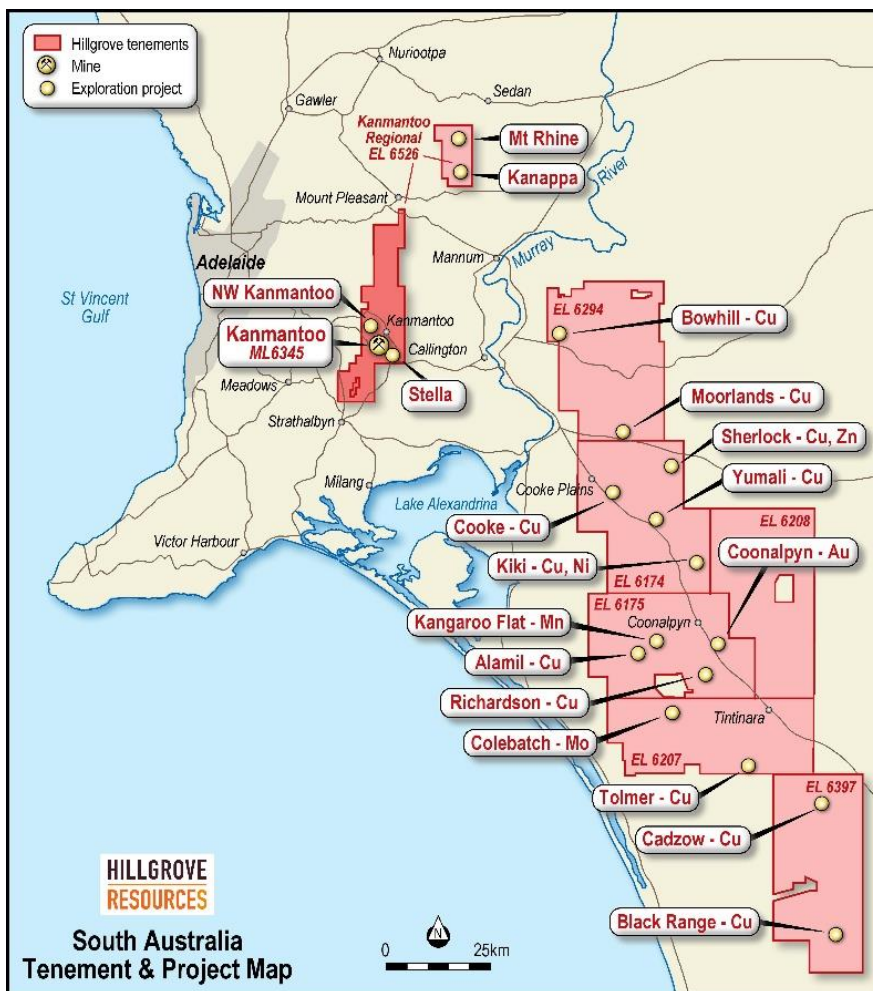 Hillgrove tenements
Mine
Exploration project
Nuriootpa
Sedan
Gawler
Kanmantoo
Regional
EL 6526
Mt Rhine
Kanappa
River
Mount Pleasant
Murray
Mannum
Adelaide
St Vincent
Gulf
NW Kanmantoo
Kanmantoo
Kanmantoo
ML6345
Callington
Meadows
Stella
Strathalbyn
EL 6294
Bowhill - Cu
Moorlands - Cu
Sherlock - Cu, Zn
Milang
Lake Alexandrina
Cooke Plains
Yumali - Cu
Cooke - Cu
Victor Harbour
EL 6208
Kiki - Cu, Ni
EL 6174
Coonalpyn - Au
EL 6175
Kangaroo Flat - Mn
Coonalpyn
Alamil - Cu
Richardson - Cu
Colebatch - Mo
Tintinara
EL 6207
Tolmer - Cu
EL 6397
Cadzow - Cu
Black Range - Cu
HILLGROVE
RESOURCES
South Australia
Tenement & Project Map
N
0 25km